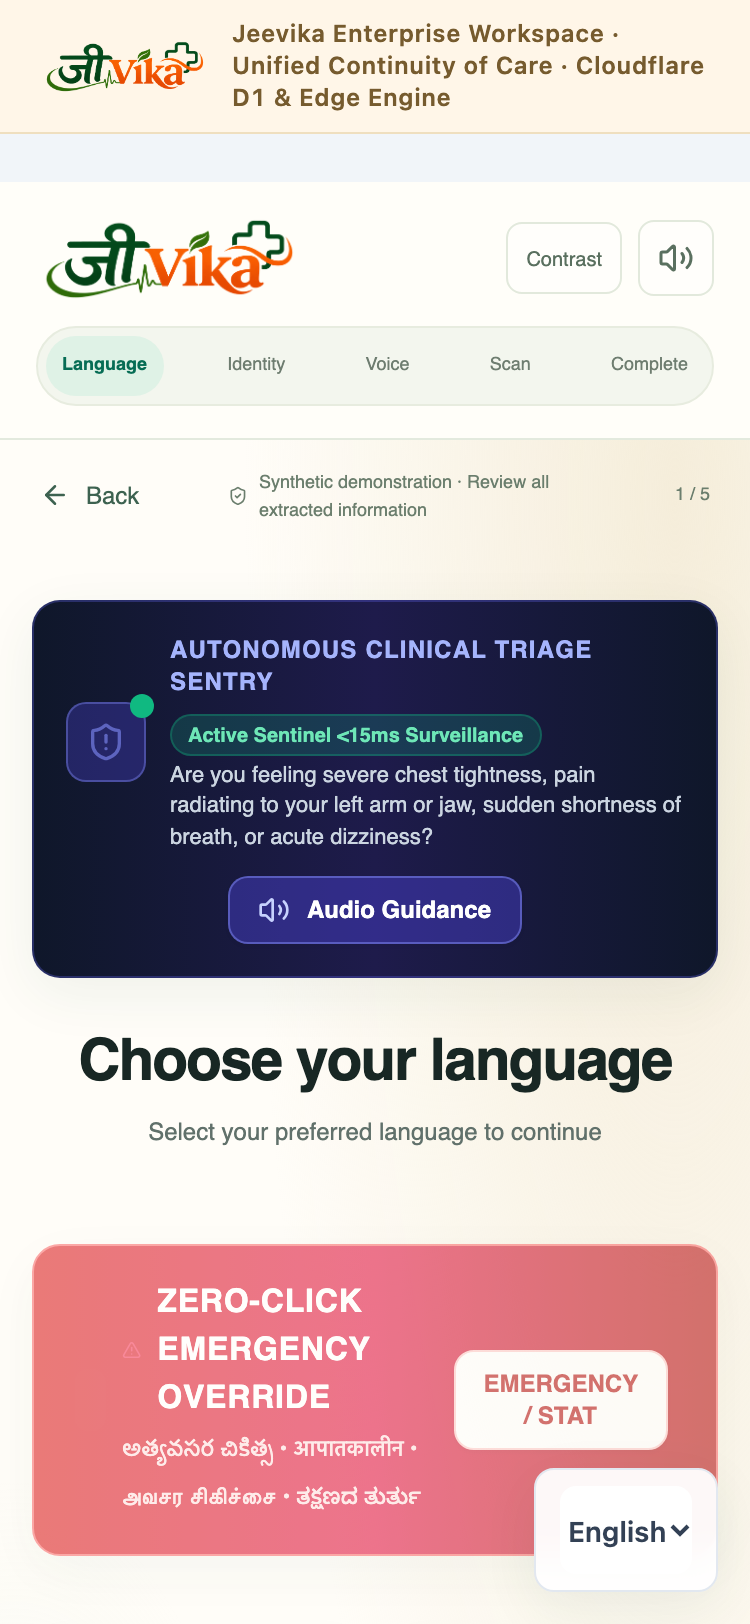 जीvika
Jeevika Enterprise Workspace ·
Unified Continuity of Care · Cloudflare
D1 & Edge Engine
जीvika
Contrast
Language
Identity
Voice
Scan
Complete
Back
Synthetic demonstration · Review all
extracted information
1 / 5
AUTONOMOUS CLINICAL TRIAGE
SENTRY
Active Sentinel <15ms Surveillance
Are you feeling severe chest tightness, pain
radiating to your left arm or jaw, sudden shortness of
breath, or acute dizziness?
Audio Guidance
Choose your language
Select your preferred language to continue
ZERO-CLICK
EMERGENCY
OVERRIDE
అత్యవసర చికిత్స • आपातकालीन •
அவசர சிகிச்சை • ತಕ್ಷಣದ ತುರ್ತು
EMERGENCY
/ STAT
English